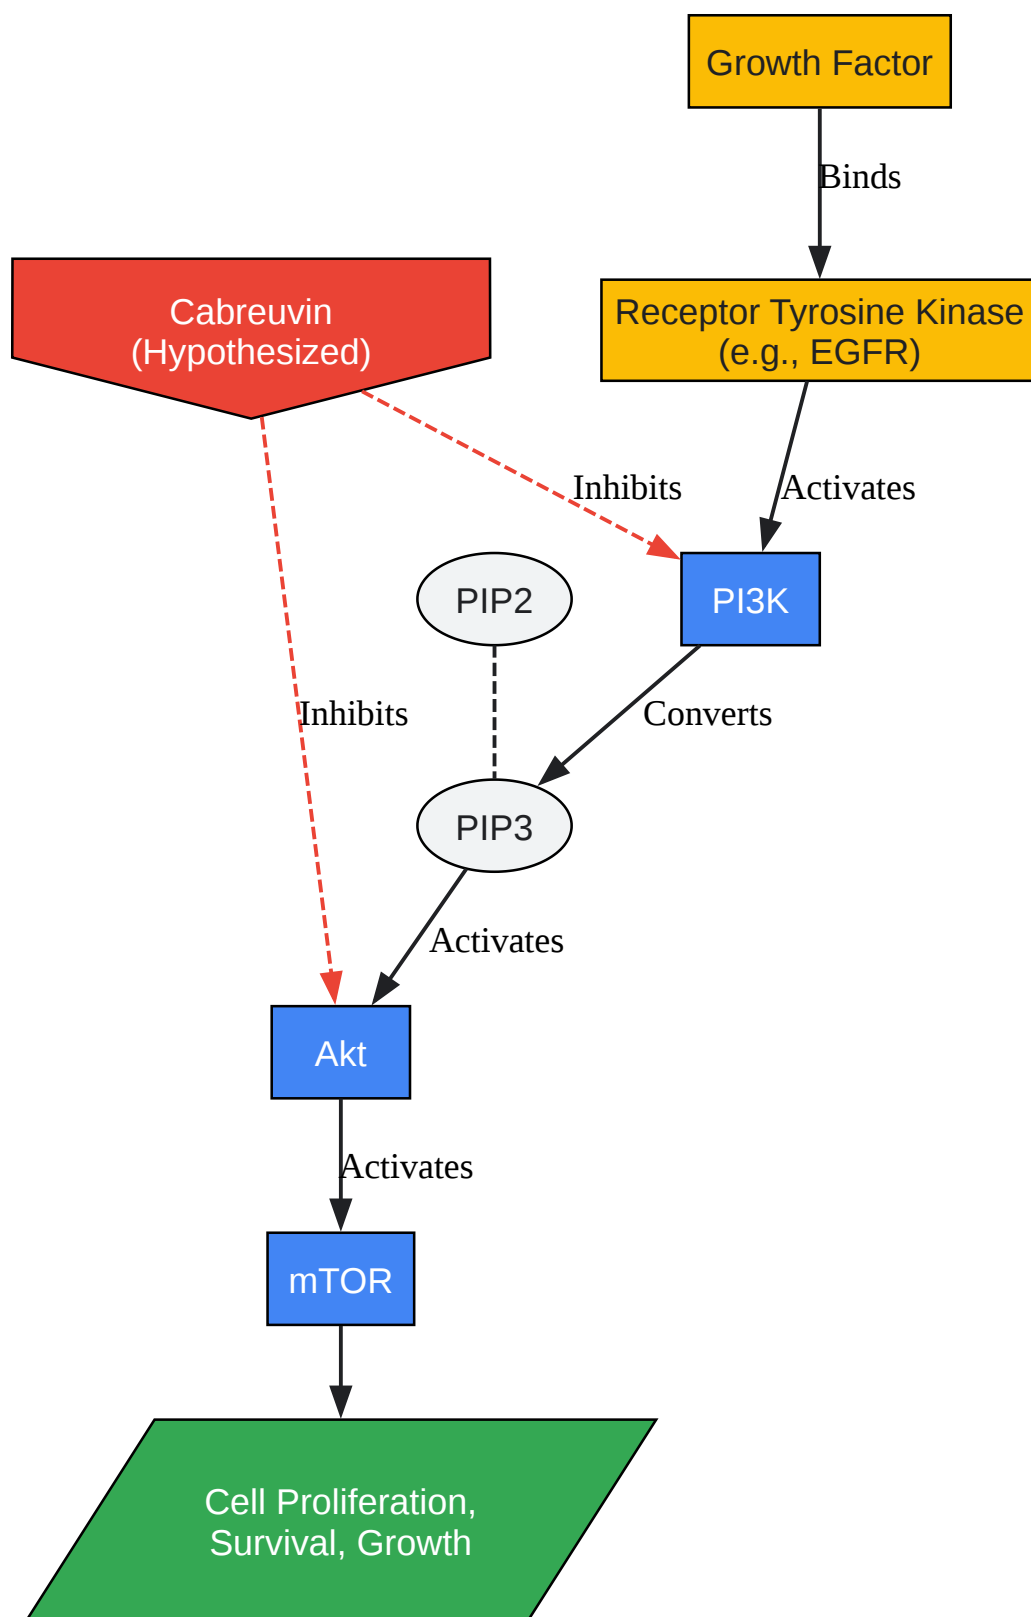 Growth Factor
Binds
Cabreuvin
(Hypothesized)
Receptor Tyrosine Kinase
(e.g., EGFR)
Inhibits
Activates
PIP2
PI3K
Inhibits
Converts
PIP3
Activates
Akt
Activates
mTOR
Cell Proliferation,
Survival, Growth